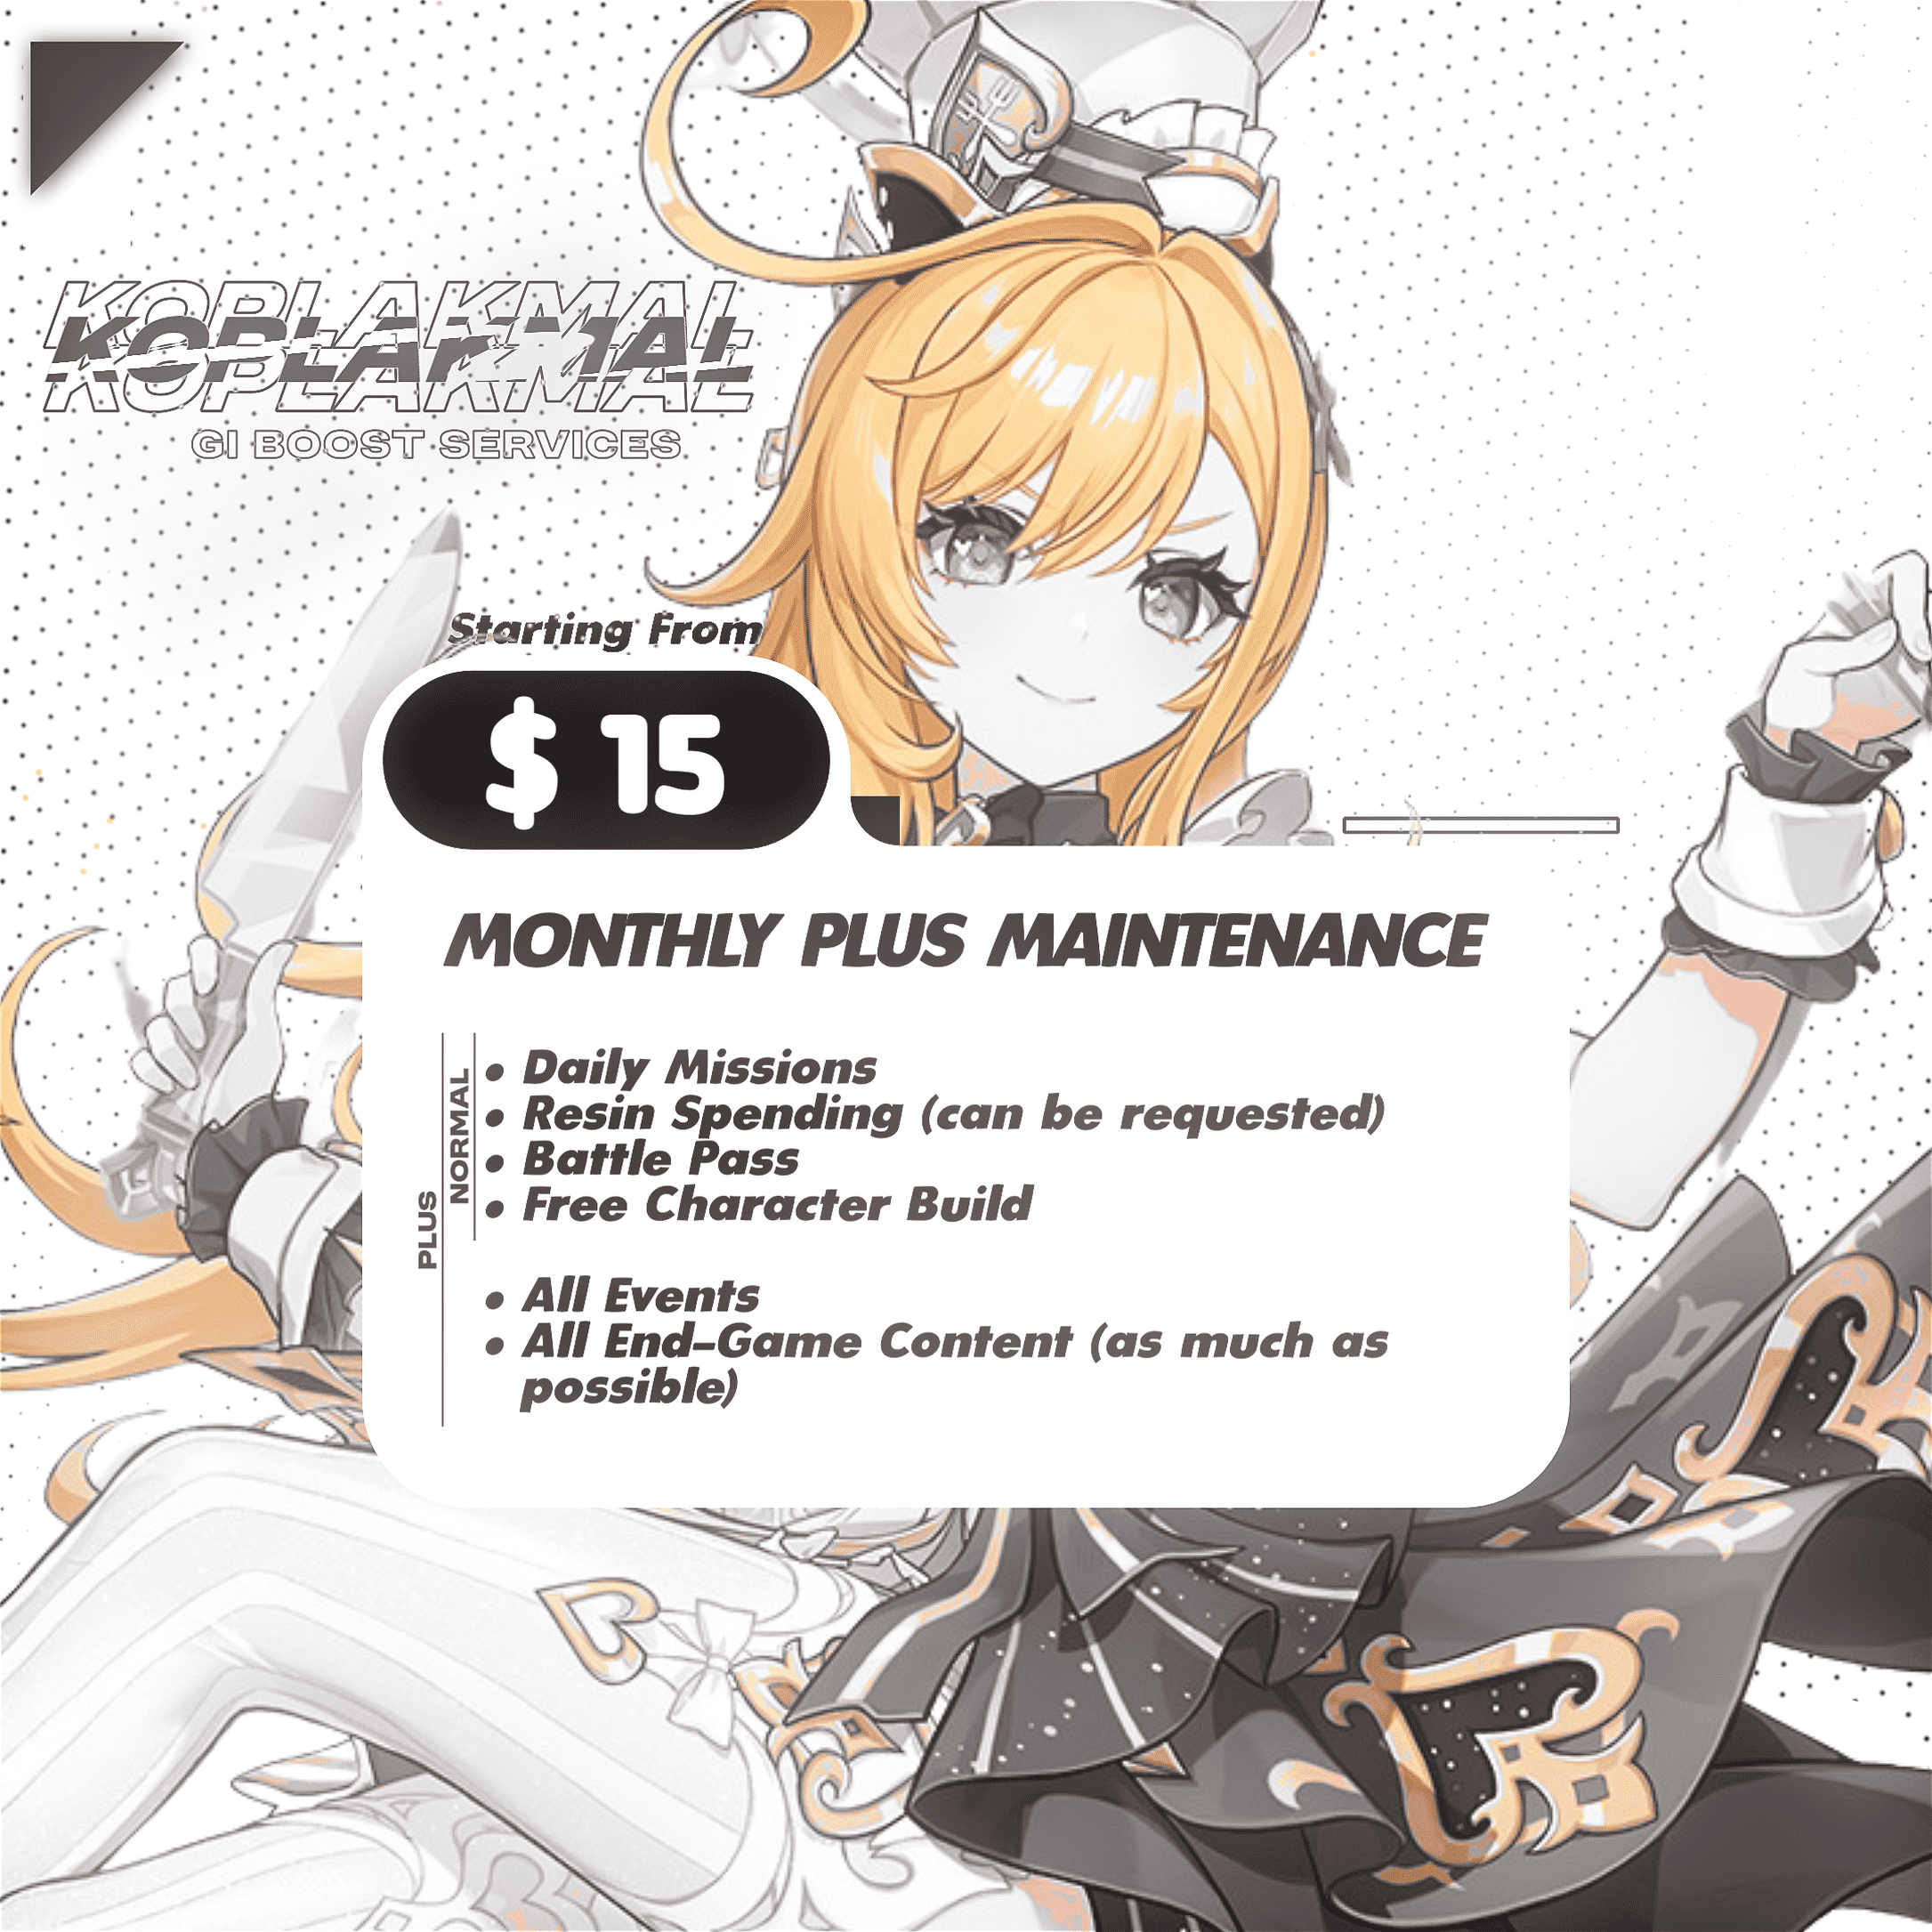 KOPLAKMAL
KOPLAKMAL
KOPLAKMAL
GI BOOST SERVICES
Starting From
$ 15
MONTHLY PLUS MAINTENANCE
PLUS
NORMAL
• Daily Missions
• Resin Spending (can be requested)
• Battle Pass
• Free Character Build
• All Events
• All End-Game Content (as much as
possible)